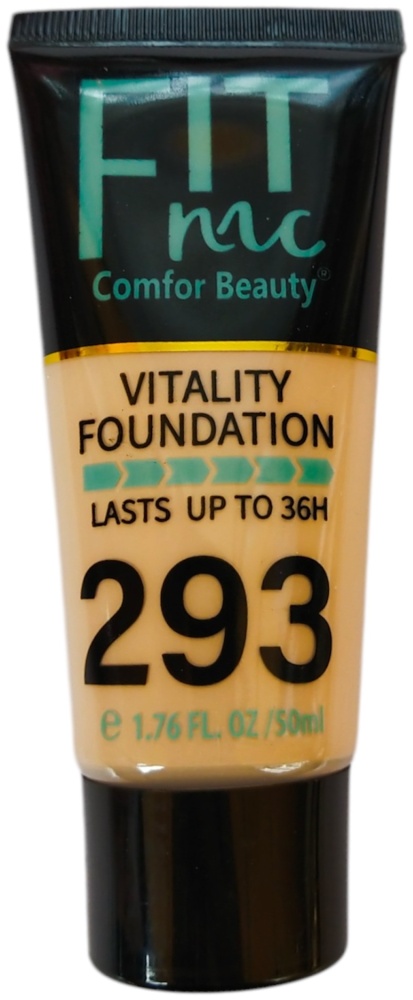 FIT
mc
Comfor Beauty®
VITALITY
FOUNDATION
LASTS UP TO 36H
293
e 1.76 FL. OZ /50ml